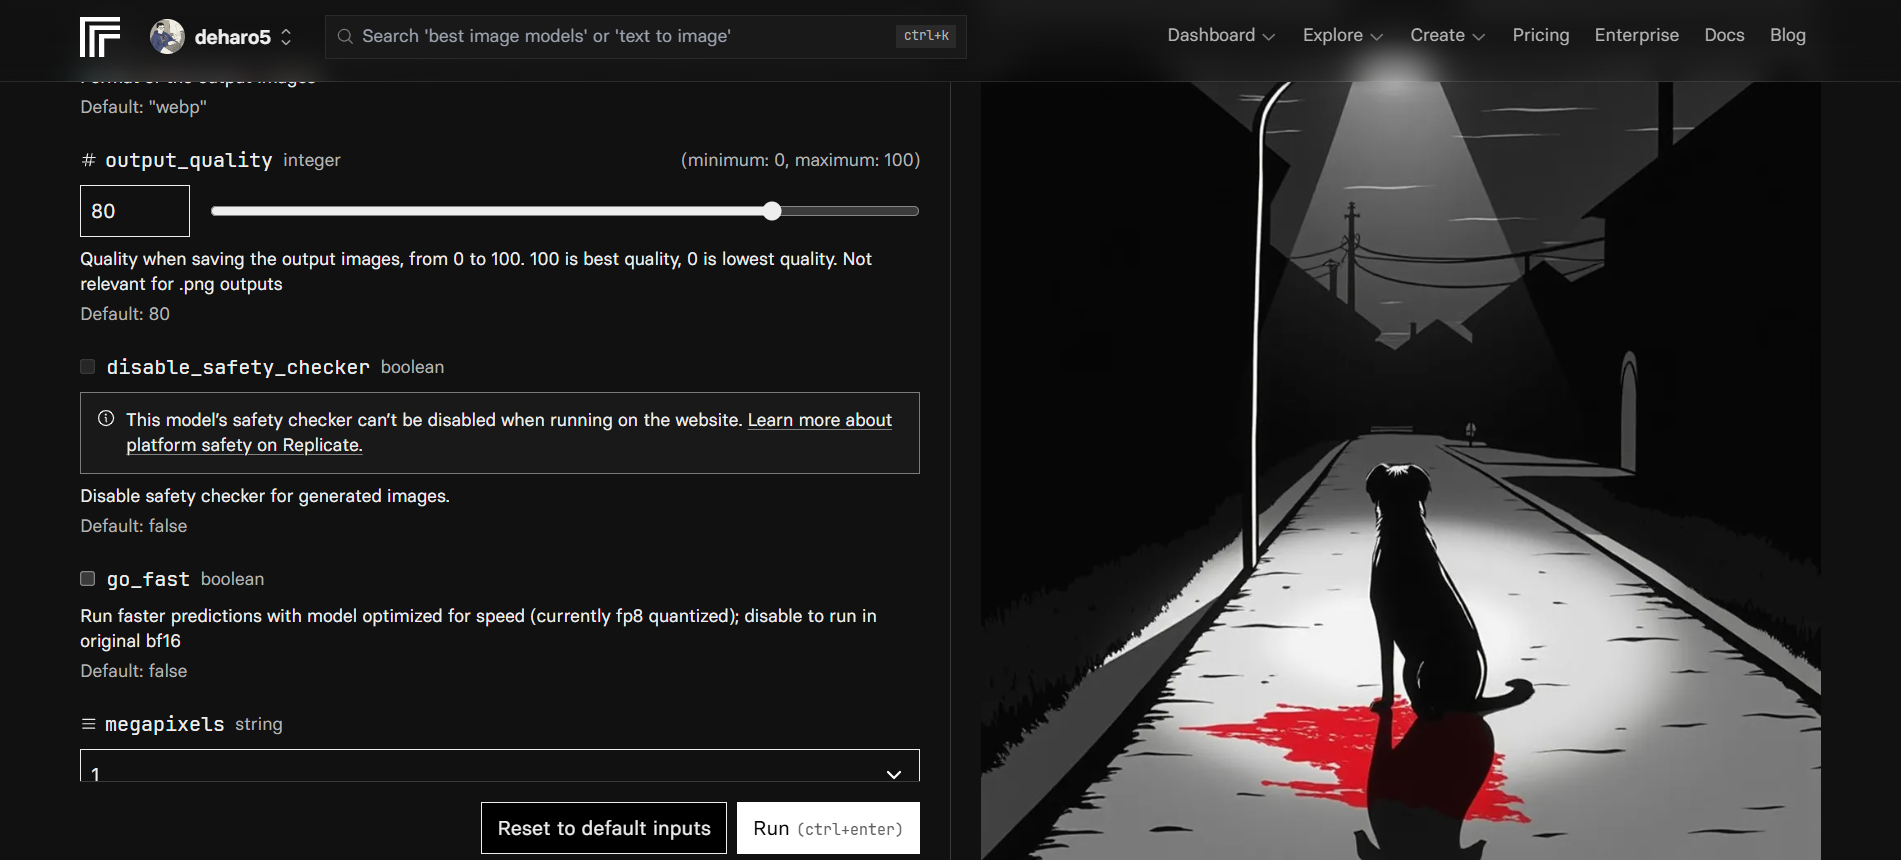 deharo5
Search 'best image models' or 'text to image'
ctrl+k
Dashboard
Explore
Create
Pricing
Enterprise
Docs
Blog
Format of the output images
Default: "webp"
# output_quality integer
(minimum: 0, maximum: 100)
80
Quality when saving the output images, from 0 to 100. 100 is best quality, 0 is lowest quality. Not
relevant for .png outputs
Default: 80
disable_safety_checker boolean
This model’s safety checker can’t be disabled when running on the website. Learn more about
platform safety on Replicate.
Disable safety checker for generated images.
Default: false
go_fast boolean
Run faster predictions with model optimized for speed (currently fp8 quantized); disable to run in
original bf16
Default: false
megapixels string
1
Reset to default inputs
Run (ctrl+enter)